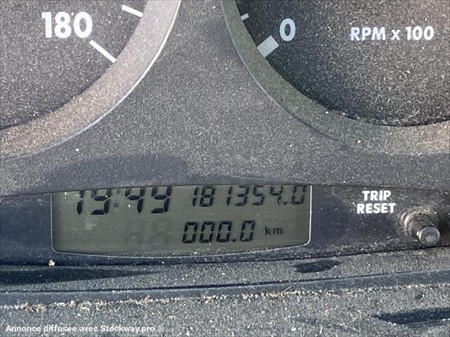 180
0
RPM x 100
19:49 181354.0
000.0 km
TRIP
RESET
Annonce diffusée avec Stockway.pro